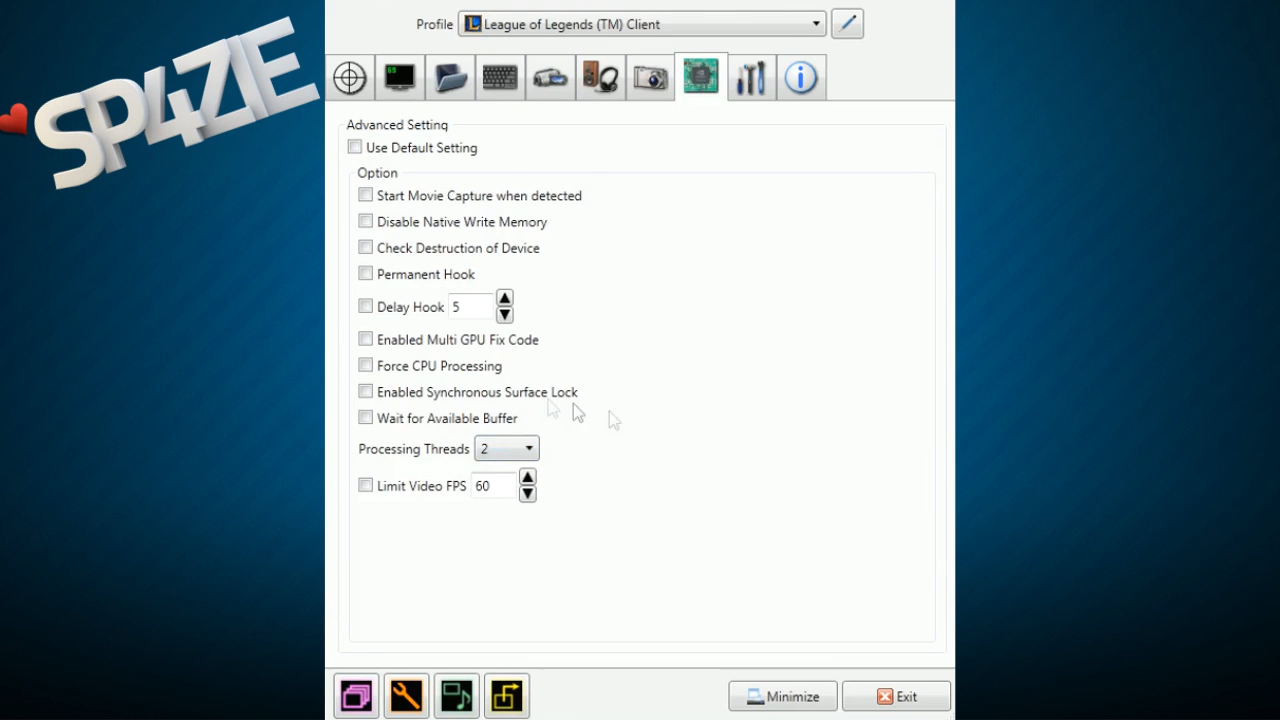 SP4ZIE
Profile League of Legends (TM) Client
Advanced Setting
Use Default Setting
Option
Start Movie Capture when detected
Disable Native Write Memory
Check Destruction of Device
Permanent Hook
Delay Hook 5
Enabled Multi GPU Fix Code
Force CPU Processing
Enabled Synchronous Surface Lock
Wait for Available Buffer
Processing Threads 2
Limit Video FPS 60
Minimize Exit